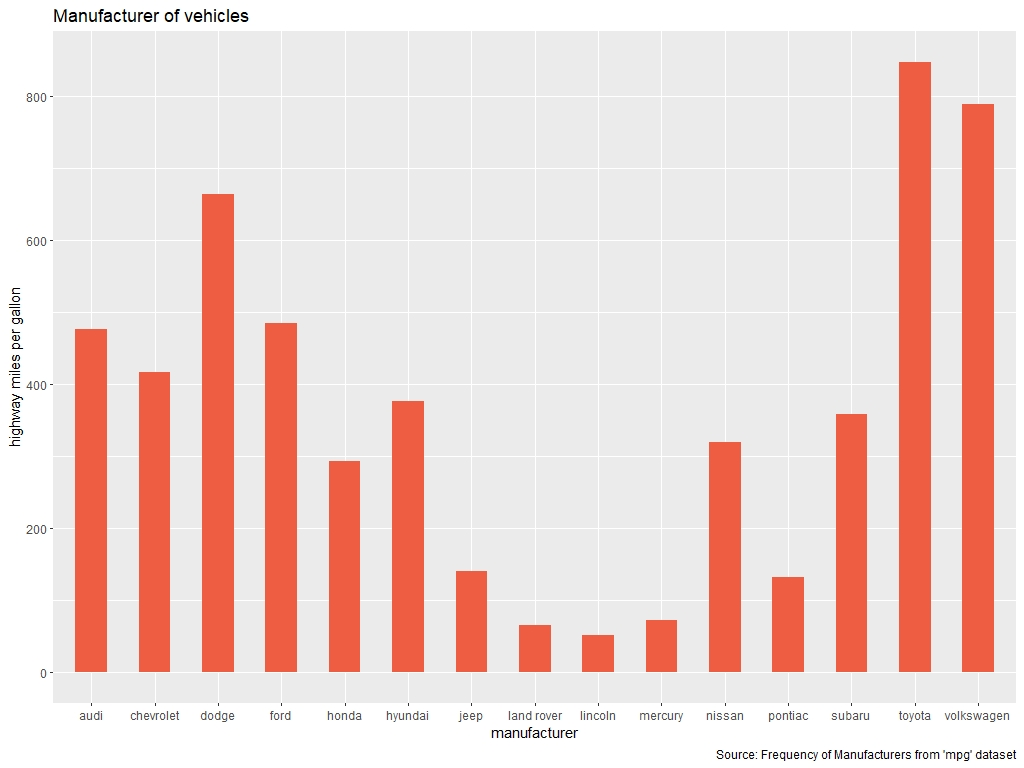 Manufacturer of vehicles
highway miles per gallon
800
600
400
200
0
audi chevrolet dodge ford honda hyundai jeep land rover lincoln mercury nissan pontiac subaru toyota volkswagen
manufacturer
Source: Frequency of Manufacturers from 'mpg' dataset